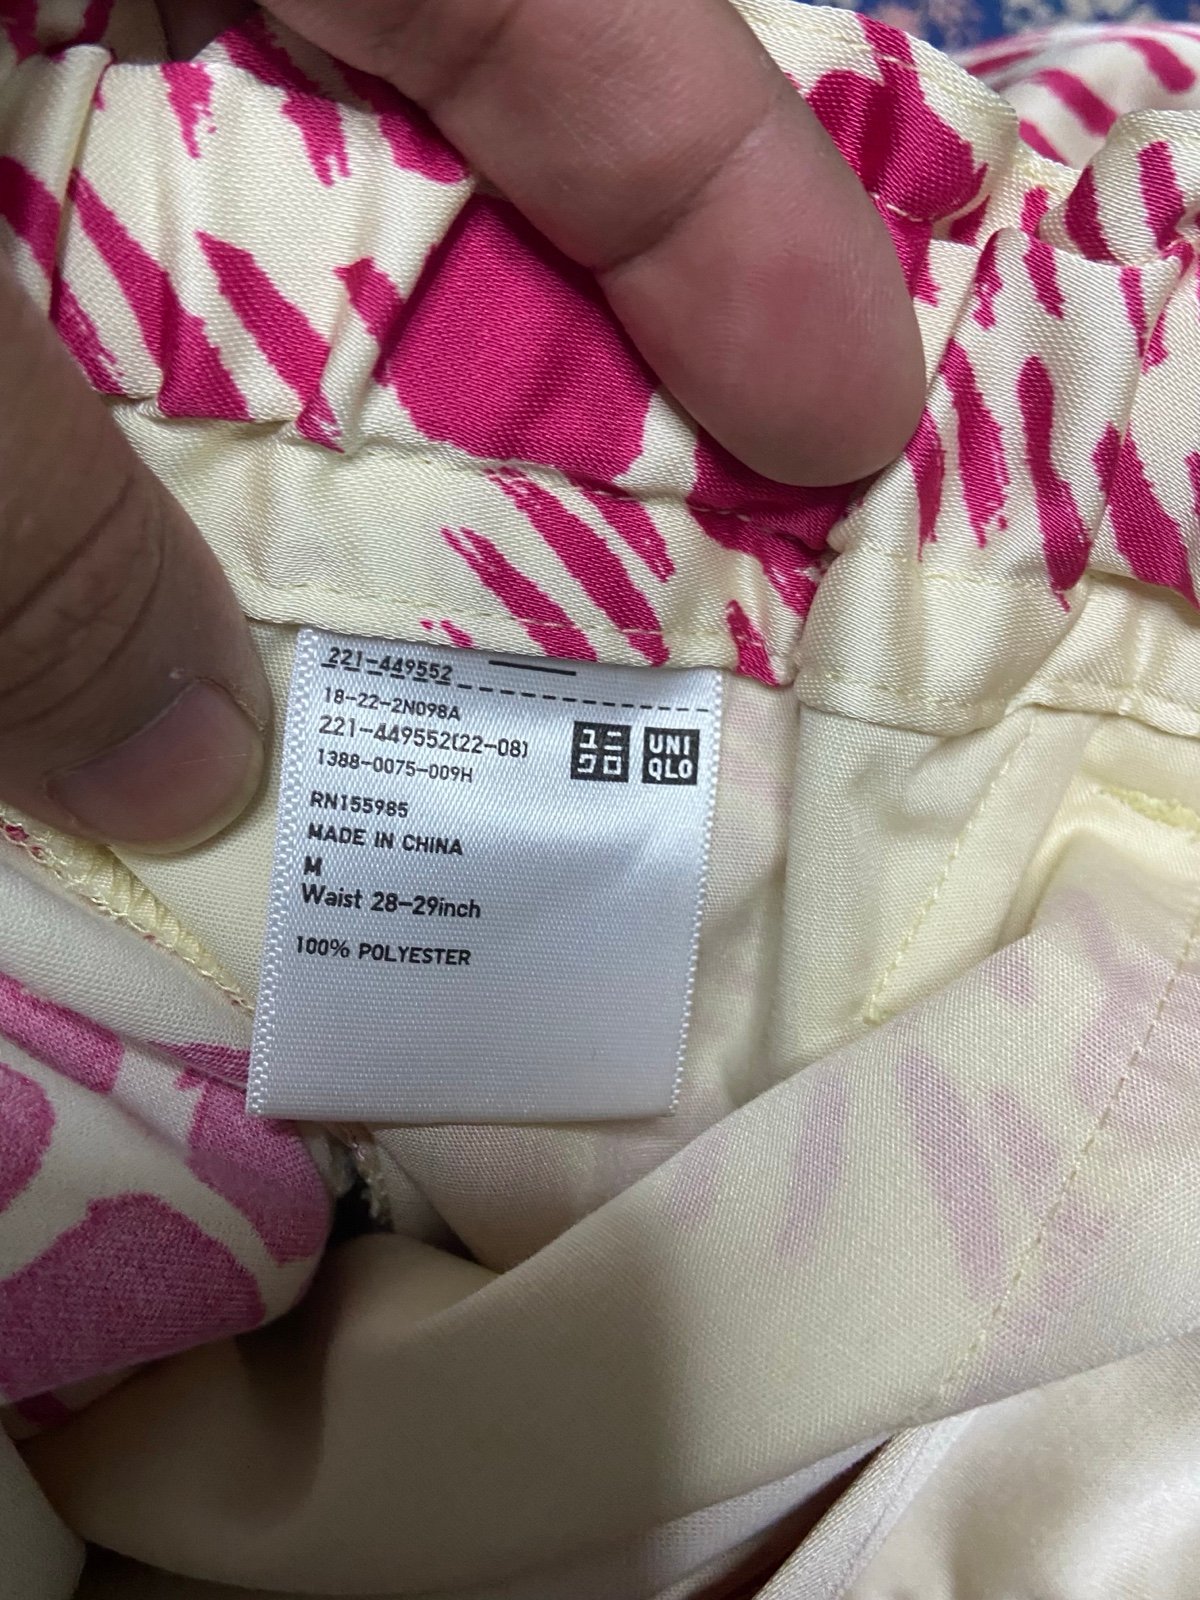 221-449552
18-22-2N098A
221-449552(22-08)
1388-0075-009H
ユニ
クロ
UNI
QLO
RN155985
MADE IN CHINA
M
Waist 28-29inch
100% POLYESTER